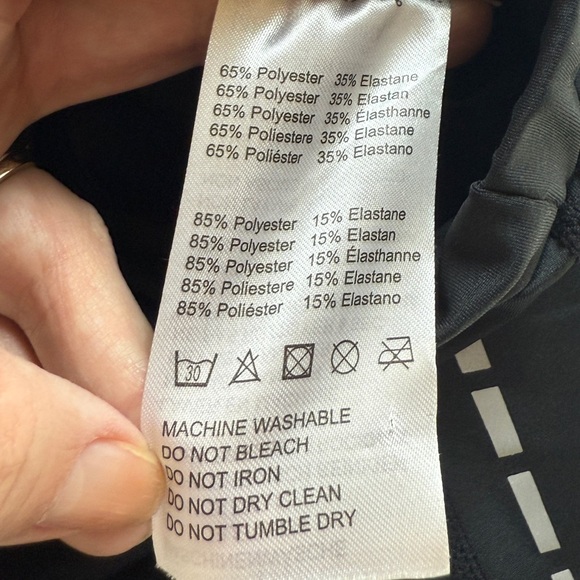 65% Polyester 35% Elastane
65% Polyester 35% Elastan
65% Polyester 35% Élasthanne
65% Poliestere 35% Elastane
65% Poliéster 35% Elastano
85% Polyester 15% Elastane
85% Polyester 15% Elastan
85% Polyester 15% Élasthanne
85% Poliestere 15% Elastane
85% Poliéster 15% Elastano
30
MACHINE WASHABLE
DO NOT BLEACH
DO NOT IRON
DO NOT DRY CLEAN
DO NOT TUMBLE DRY